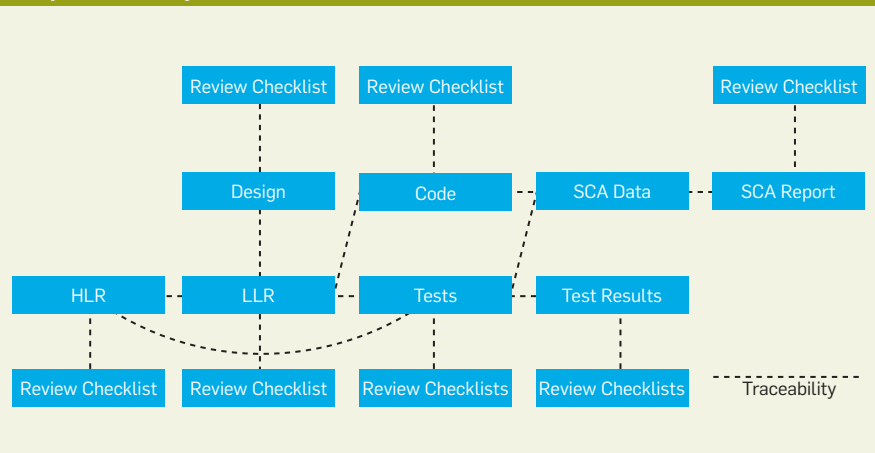 Review Checklist
Review Checklist
Review Checklist
Design
Code
SCA Data
SCA Report
HLR
LLR
Tests
Test Results
Review Checklist
Review Checklist
Review Checklists
Review Checklists
Traceability